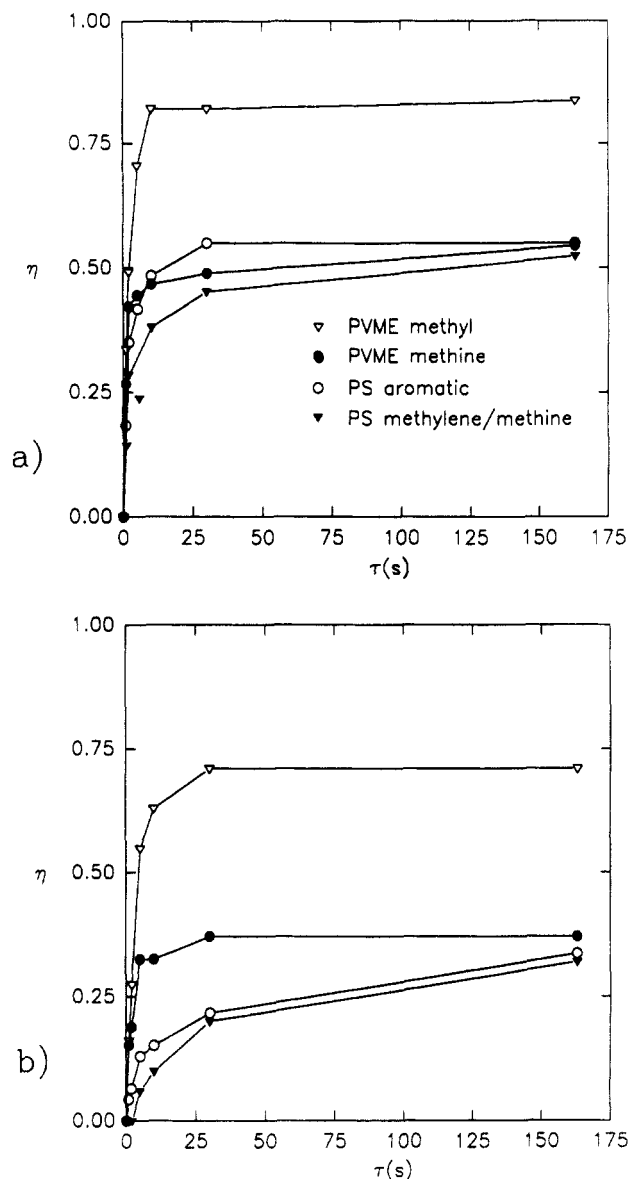 1.00
0.75
η
0.50
PVME methyl
PVME methine
PS aromatic
PS methylene/methine
0.25
a)
0.00
0 25 50 75 100 125 150 175
τ(s)
1.00
0.75
η
0.50
0.25
b)
0.00
0 25 50 75 100 125 150 175
τ(s)